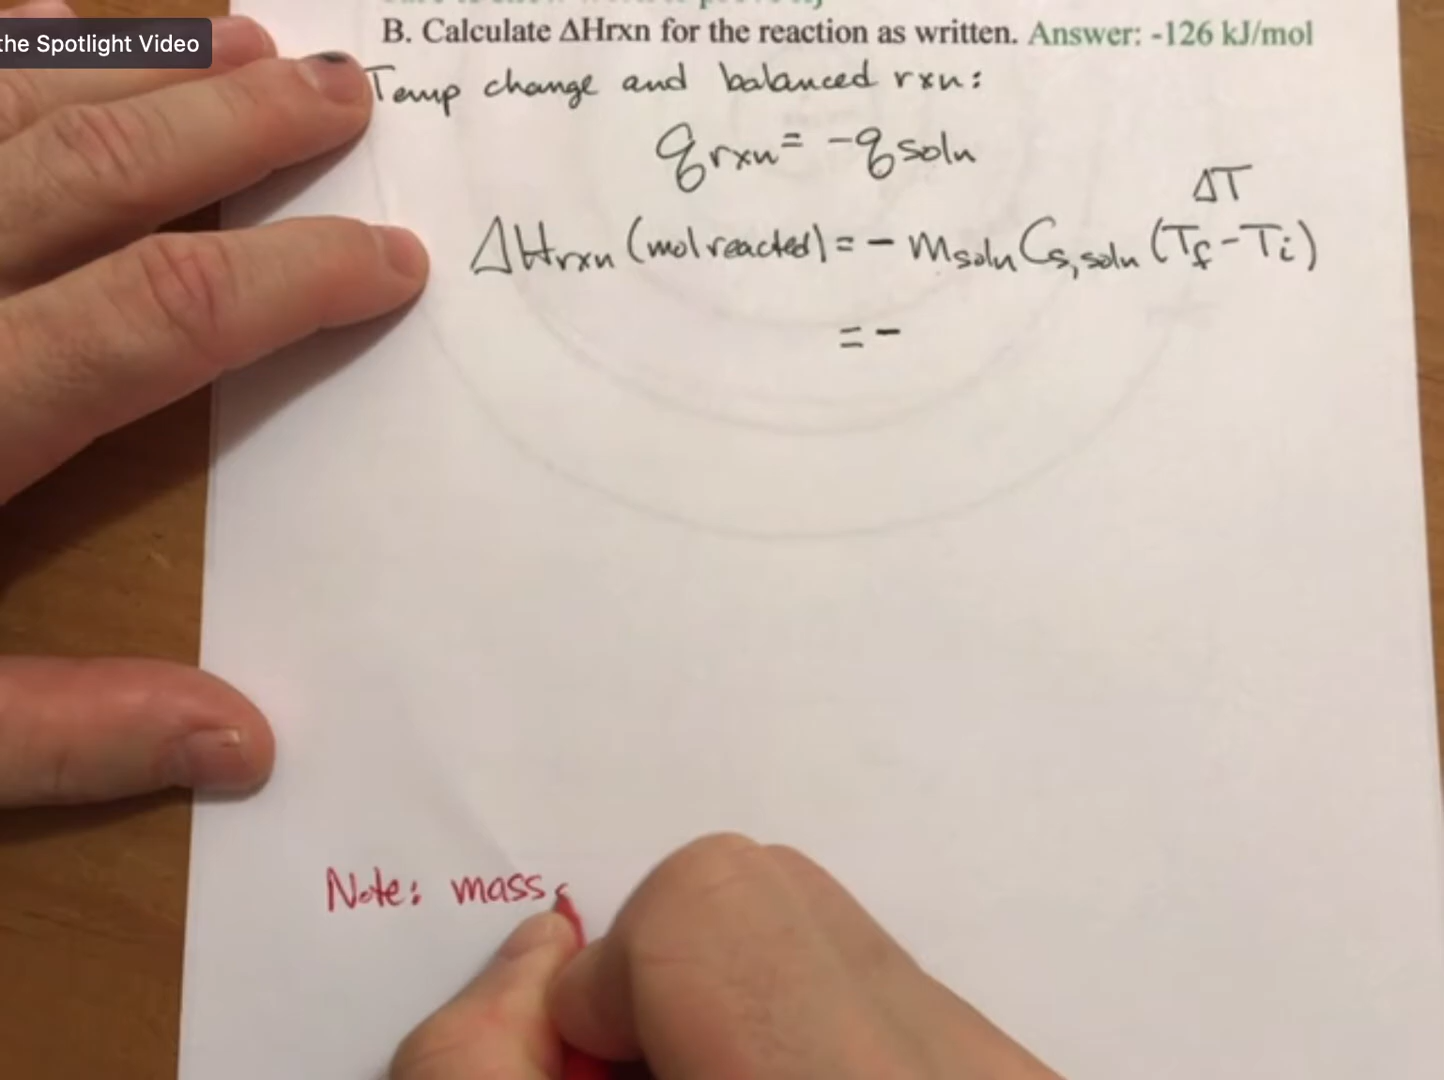 the Spotlight Video
B. Calculate ΔHrxn for the reaction as written. Answer: -126 kJ/mol
Temp change and balanced rxn:
qrxn = -qsoln
ΔT
ΔHrxn (mol reacted) = - msoln Cs,soln (Tf - Ti)
= -
Note: mass s